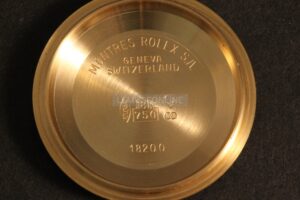 MONTRES ROLEX S/A
GENEVA
SWITZERLAND
750
18200